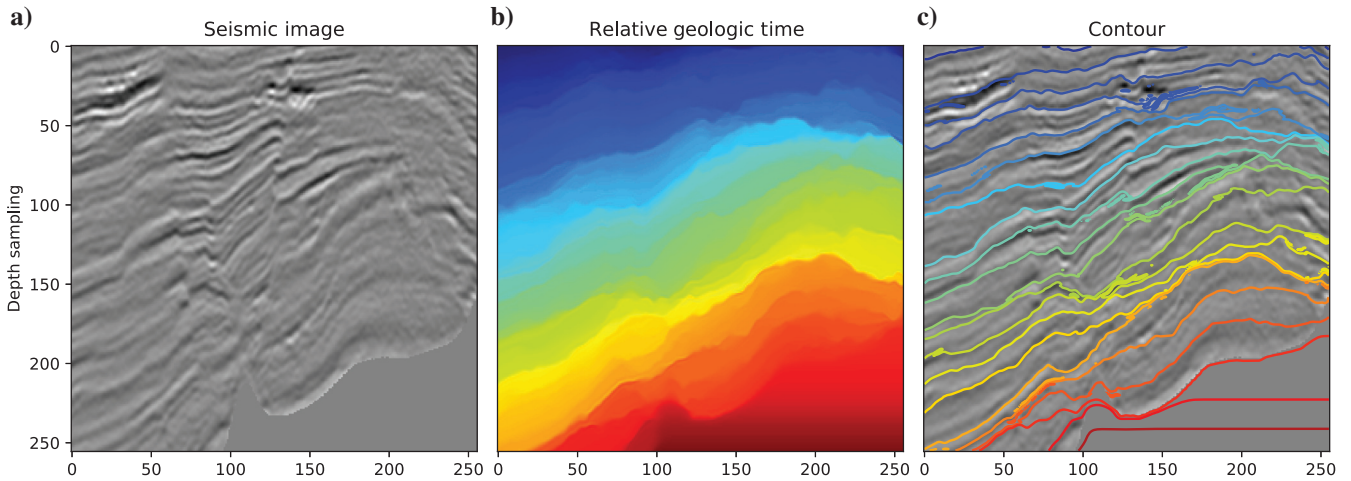 a)
Seismic image
b)
Relative geologic time
c)
Contour
Depth sampling
0
50
100
150
200
250
0 50 100 150 200 250
0 50 100 150 200 250
0 50 100 150 200 250